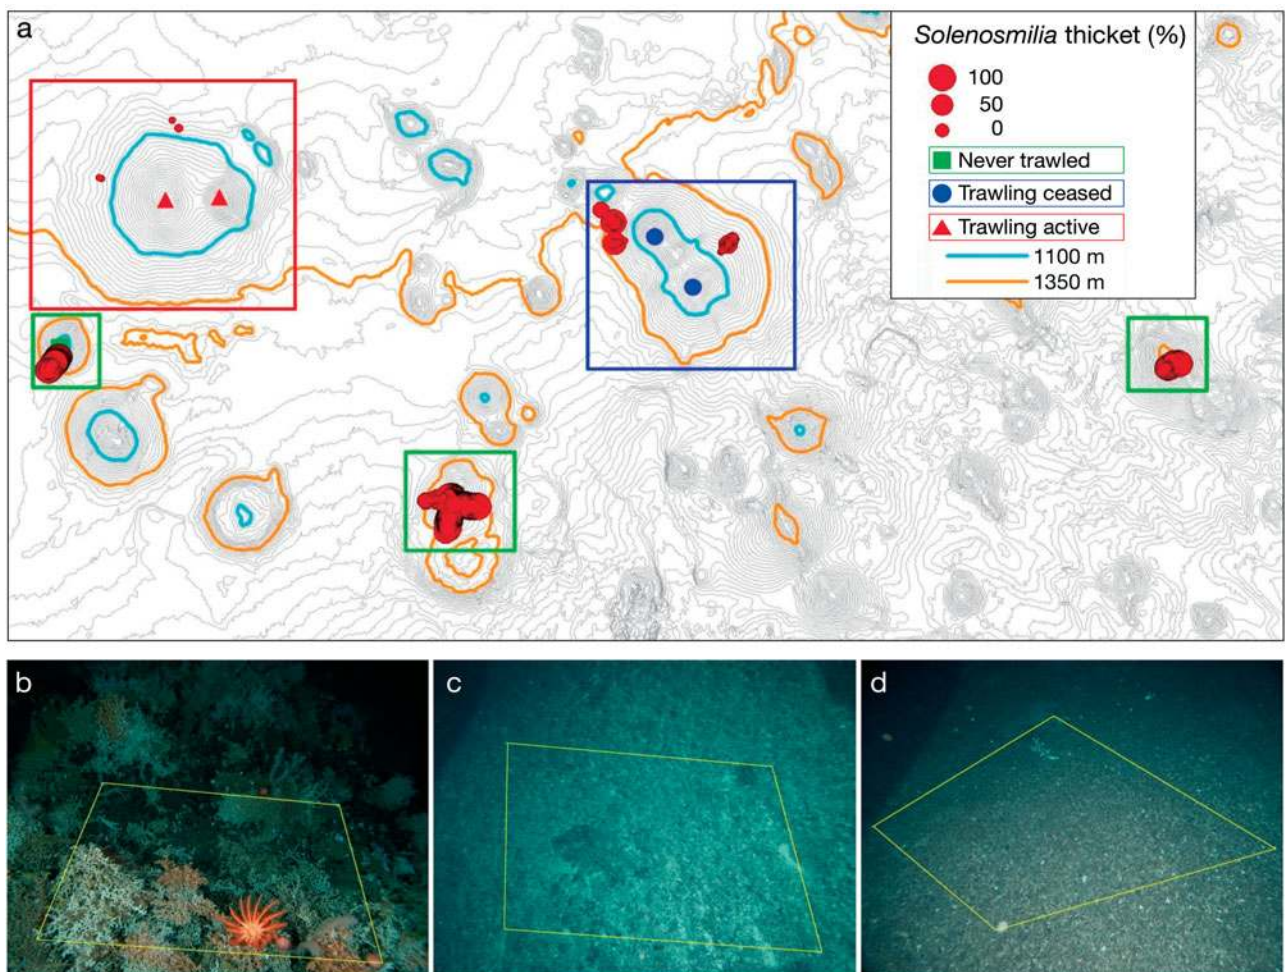 a
Solenosmilia thicket (%)
100
50
0
Never trawled
Trawling ceased
Trawling active
1100 m
1350 m
b
c
d